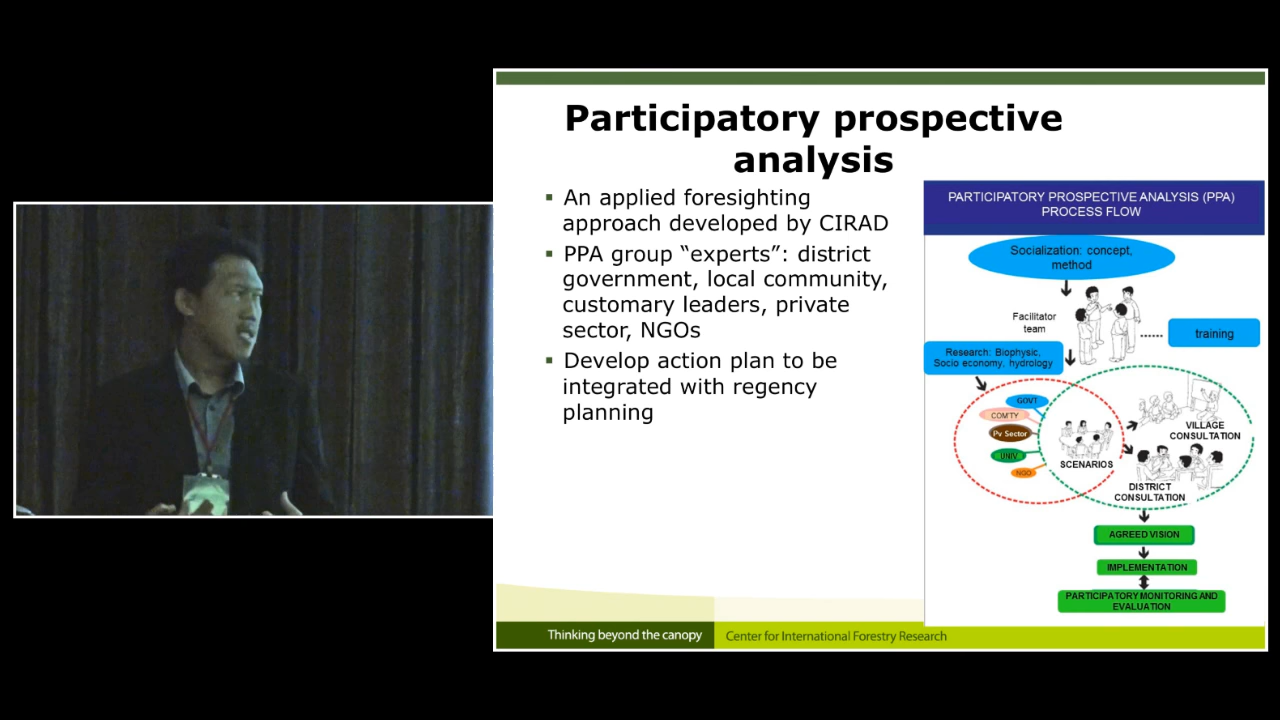 Participatory prospective
analysis
▪ An applied foresighting
approach developed by CIRAD
▪ PPA group “experts”: district
government, local community,
customary leaders, private
sector, NGOs
▪ Develop action plan to be
integrated with regency
planning
PARTICIPATORY PROSPECTIVE ANALYSIS (PPA)
PROCESS FLOW
Socialization: concept,
method
Facilitator
team
training
Research: Biophysic,
Socio economy, hydrology
GOVT
COM'TY
Pv Sector
UNIV
NGO
SCENARIOS
VILLAGE
CONSULTATION
DISTRICT
CONSULTATION
AGREED VISION
IMPLEMENTATION
PARTICIPATORY MONITORING AND
EVALUATION
Thinking beyond the canopy
Center for International Forestry Research